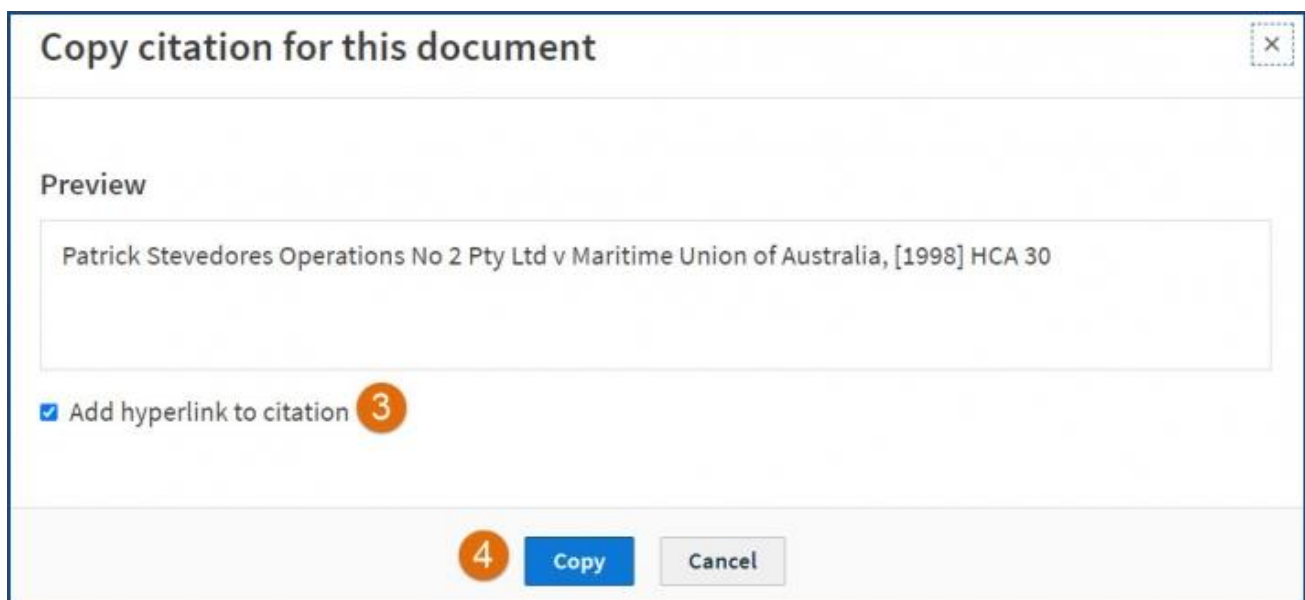 Copy citation for this document
×
Preview
Patrick Stevedores Operations No 2 Pty Ltd v Maritime Union of Australia, [1998] HCA 30
Add hyperlink to citation 3
4 Copy Cancel